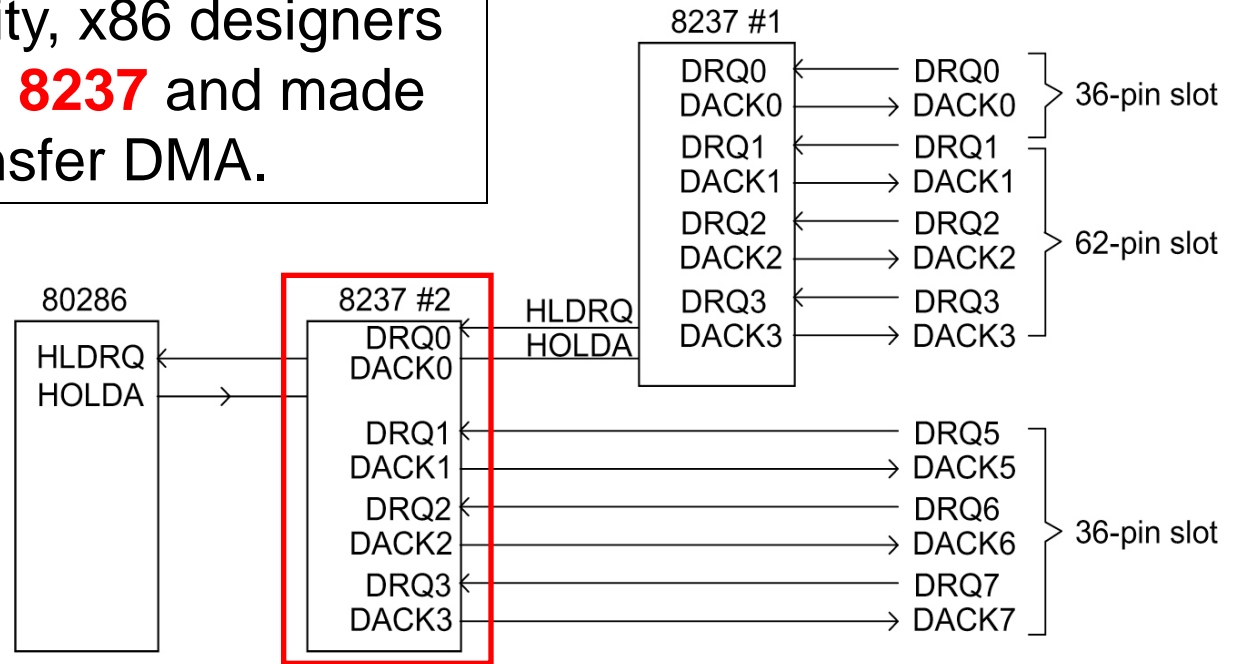 ity, x86 designers
8237 and made
nsfer DMA.
8237 #1
DRQ0 DRQ0
DACK0 DACK0
36-pin slot
DRQ1 DRQ1
DACK1 DACK1
DRQ2 DRQ2
DACK2 DACK2
62-pin slot
DRQ3 DRQ3
DACK3 DACK3
80286
HLDRQ
HOLDA
8237 #2
DRQ0
DACK0
HLDRQ
HOLDA
DRQ1 DRQ5
DACK1 DACK5
DRQ2 DRQ6
DACK2 DACK6
36-pin slot
DRQ3 DRQ7
DACK3 DACK7